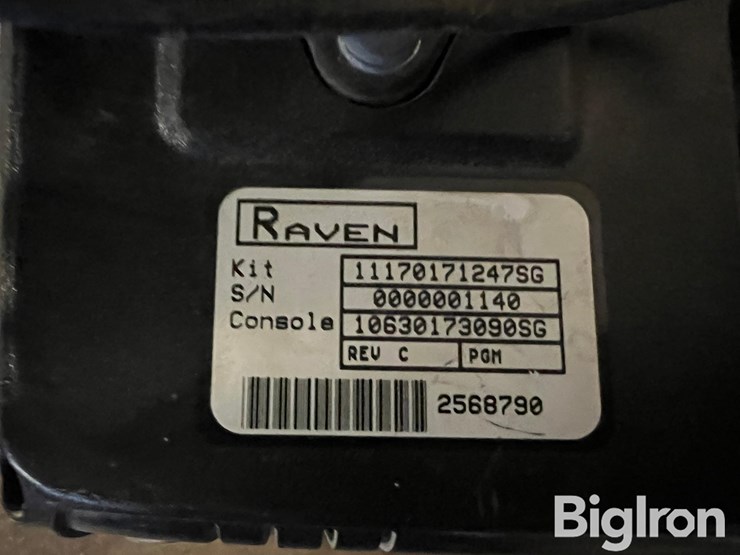 RAVEN
Kit 11170171247SG
S/N 0000001140
Console 10630173090SG
REV C PGM
2568790
BigIron